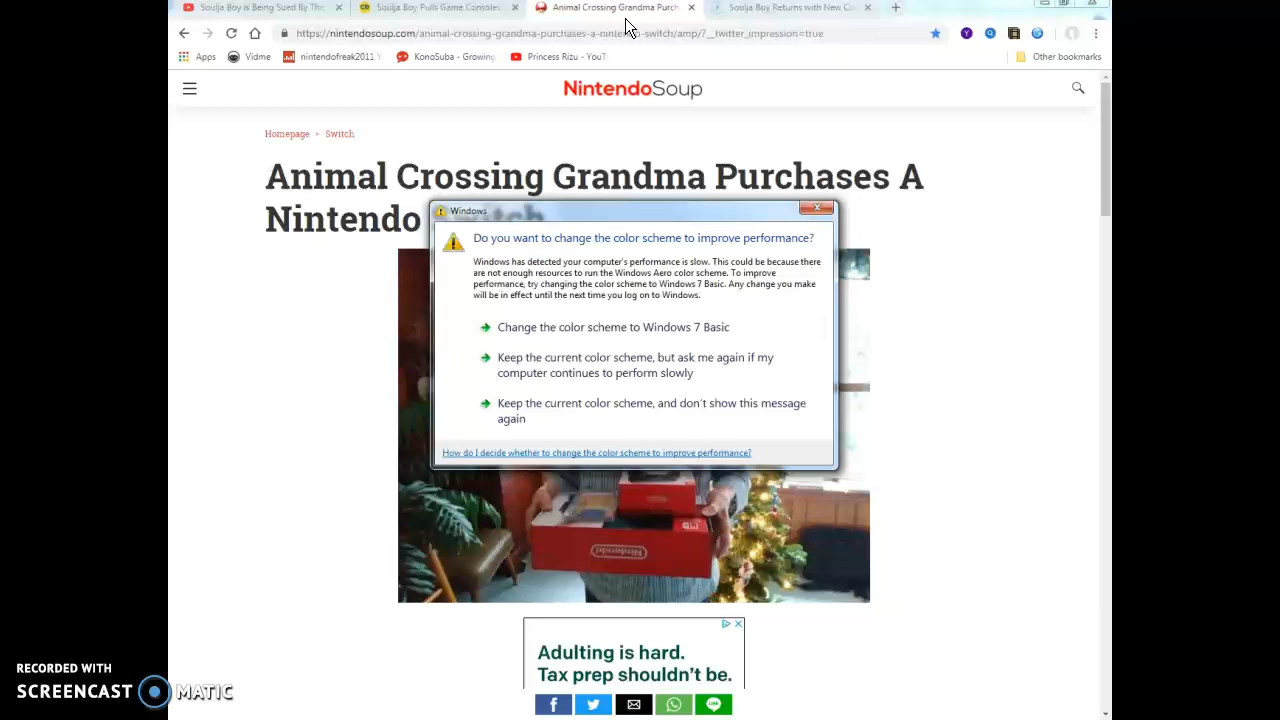 Soulja Boy is Being Sued By The
Soulja Boy Pulls Game Consoles
Animal Crossing Grandma Purch
Soulja Boy Returns with New Co
https://nintendosoup.com/animal-crossing-grandma-purchases-a-nintendo-switch/amp/?__twitter_impression=true
Apps
Vidme
nintendofreak2011 Y
KonoSuba - Growing
Princess Rizu - YouT
Other bookmarks
NintendoSoup
Homepage
Switch
Animal Crossing Grandma Purchases A
Nintendo Switch
Windows
Do you want to change the color scheme to improve performance?
Windows has detected your computer's performance is slow. This could be because there
are not enough resources to run the Windows Aero color scheme. To improve
performance, try changing the color scheme to Windows 7 Basic. Any change you make
will be in effect until the next time you log on to Windows.
Change the color scheme to Windows 7 Basic
Keep the current color scheme, but ask me again if my
computer continues to perform slowly
Keep the current color scheme, and don't show this message
again
How do I decide whether to change the color scheme to improve performance?
Nintendo
Adulting is hard.
Tax prep shouldn't be.
RECORDED WITH
SCREENCAST MATIC